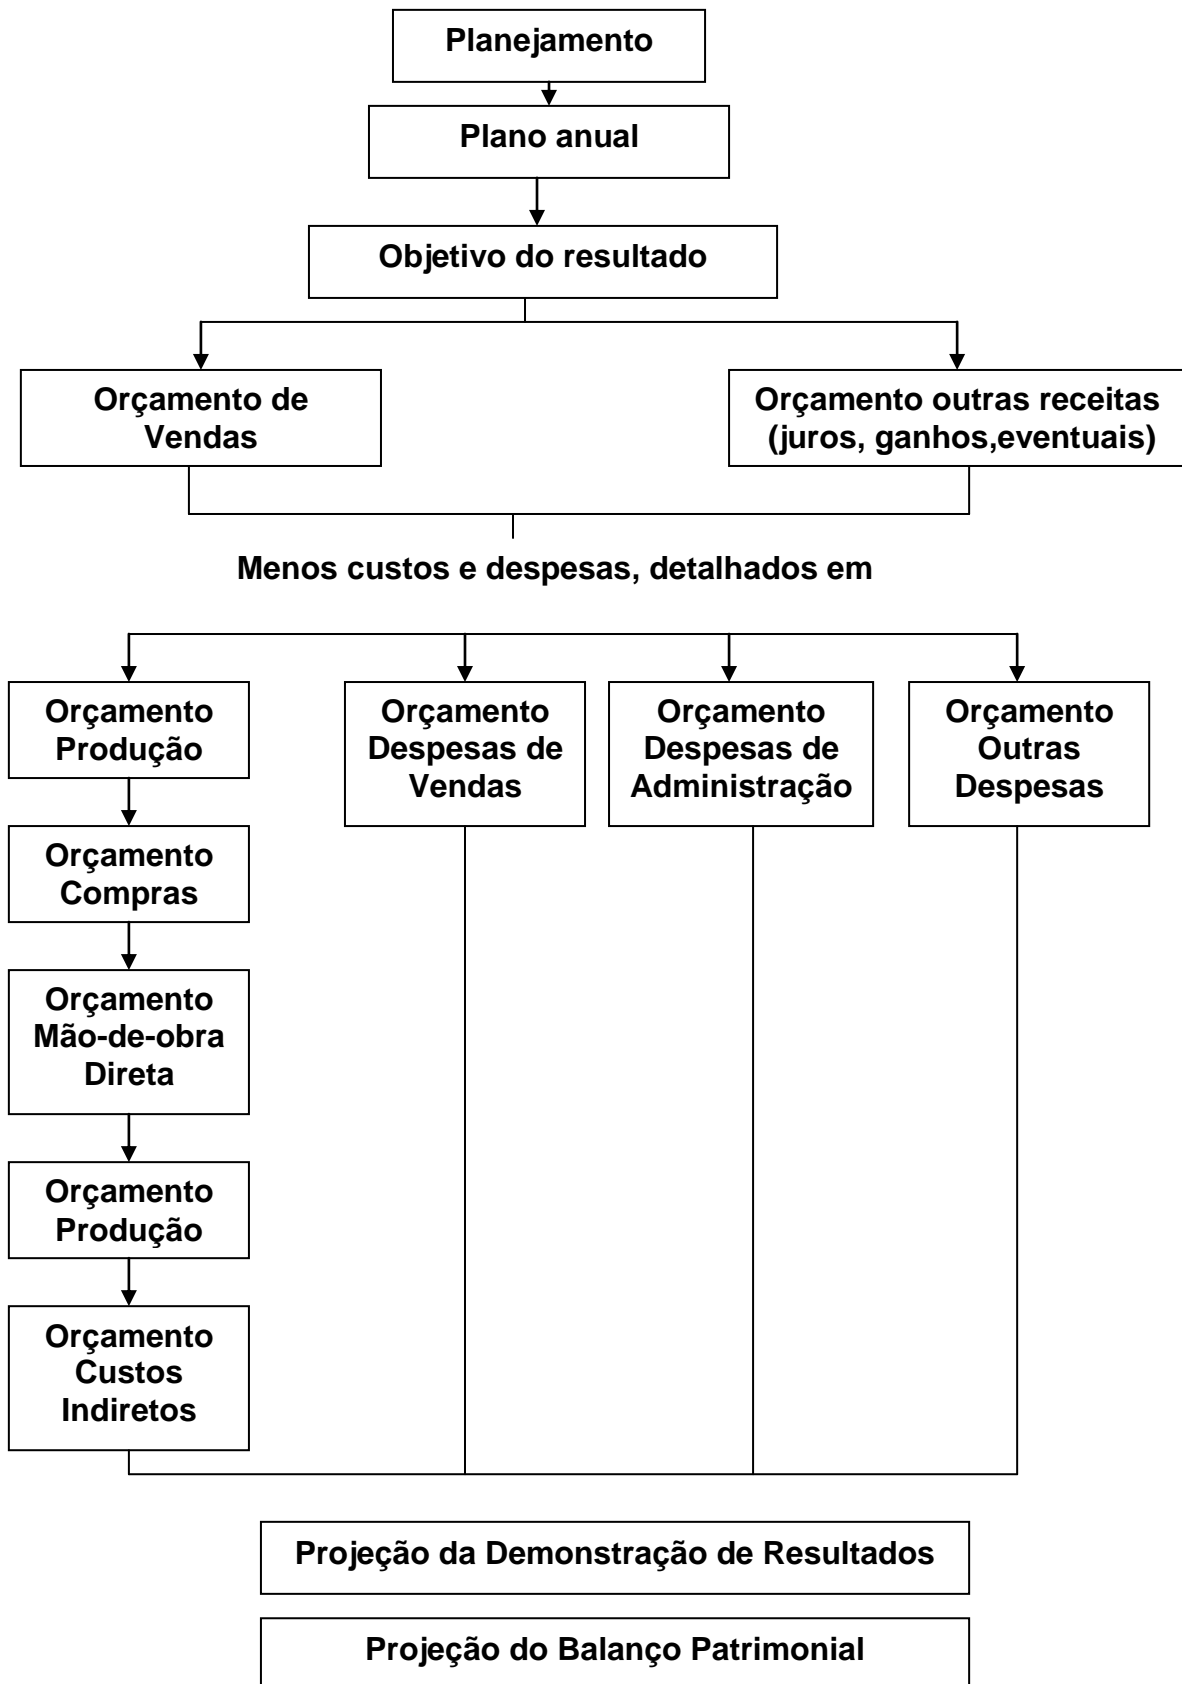 Planejamento
Plano anual
Objetivo do resultado
Orçamento de
Vendas
Orçamento outras receitas
(juros, ganhos,eventuais)
Menos custos e despesas, detalhados em
Orçamento
Produção
Orçamento
Despesas de
Vendas
Orçamento
Despesas de
Administração
Orçamento
Outras
Despesas
Orçamento
Compras
Orçamento
Mão-de-obra
Direta
Orçamento
Produção
Orçamento
Custos
Indiretos
Projeção da Demonstração de Resultados
Projeção do Balanço Patrimonial